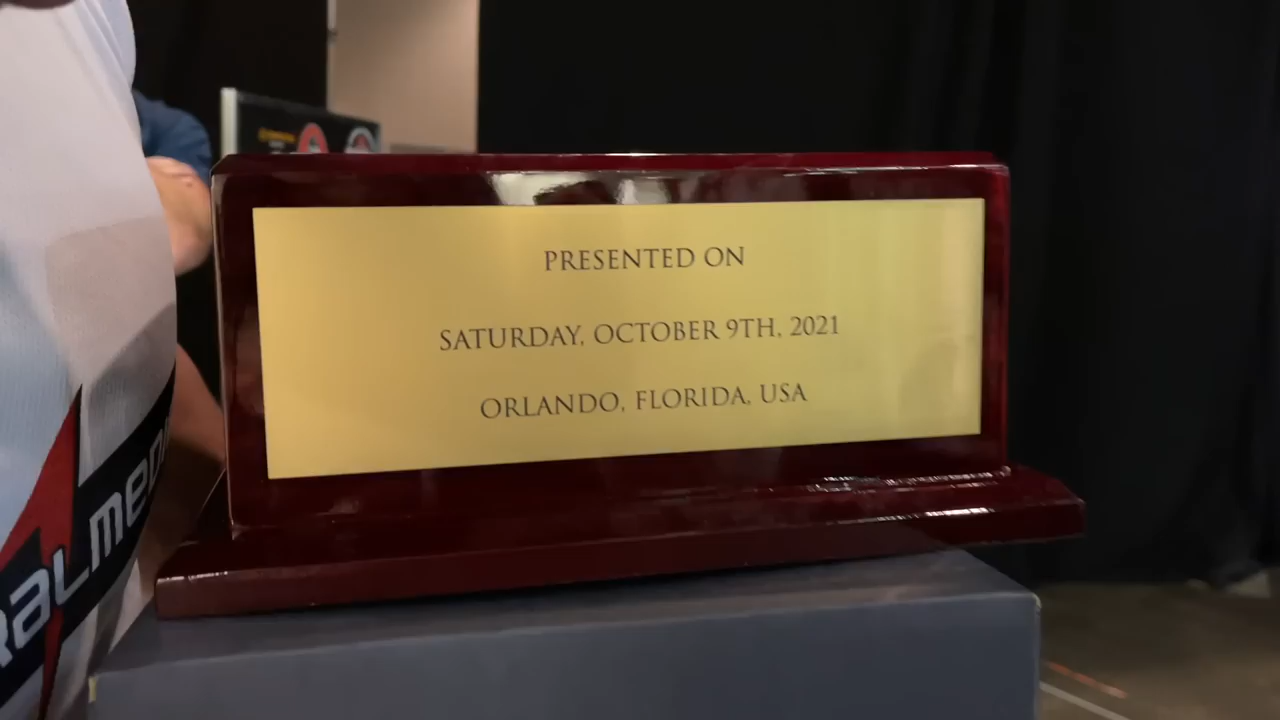 PRESENTED ON
SATURDAY, OCTOBER 9TH, 2021
ORLANDO, FLORIDA, USA